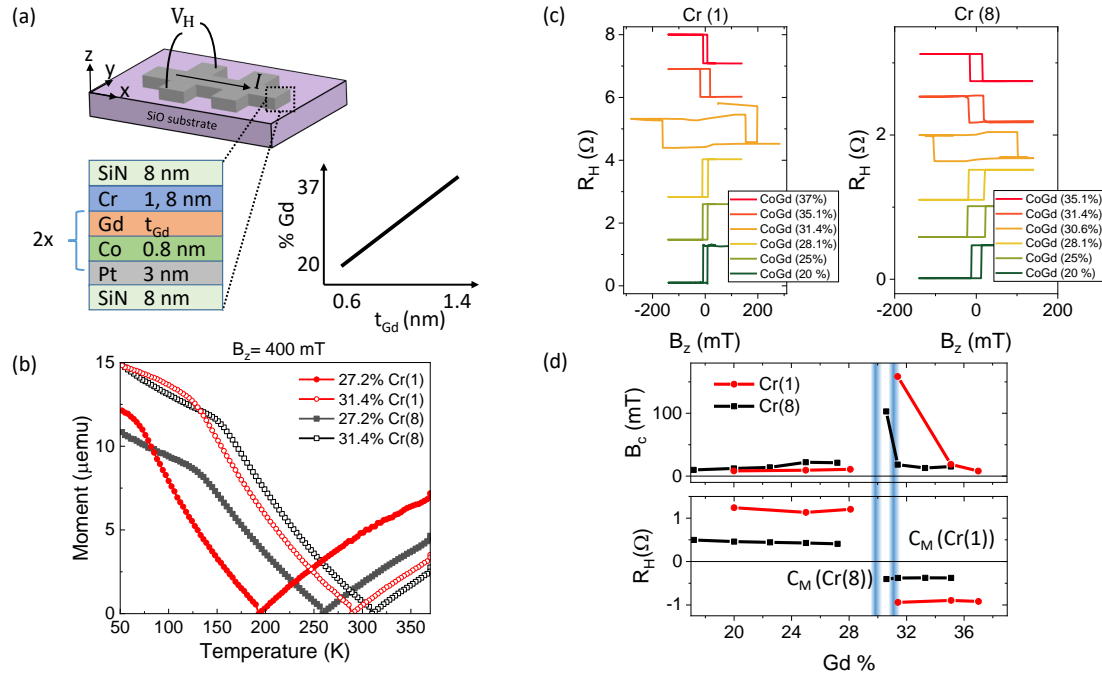 (a)
V_H
z
y
x
I
SiO substrate
SiN 8 nm
Cr 1, 8 nm
Gd t_Gd
Co 0.8 nm
Pt 3 nm
SiN 8 nm
2x
% Gd
37
20
0.6
1.4
t_Gd (nm)
(b)
B_z= 400 mT
Moment (µemu)
15
10
5
0
27.2% Cr(1)
31.4% Cr(1)
27.2% Cr(8)
31.4% Cr(8)
50 100 150 200 250 300 350
Temperature (K)
(c)
Cr (1)
R_H (Ω)
8
6
4
2
0
CoGd (37%)
CoGd (35.1%)
CoGd (31.4%)
CoGd (28.1%)
CoGd (25%)
CoGd (20 %)
-200 0 200
B_z (mT)
Cr (8)
R_H (Ω)
2
0
CoGd (35.1%)
CoGd (31.4%)
CoGd (30.6%)
CoGd (28.1%)
CoGd (25%)
CoGd (20 %)
-200 0 200
B_z (mT)
(d)
B_c (mT)
100
0
Cr(1)
Cr(8)
R_H(Ω)
1
0
-1
C_M (Cr(1))
C_M (Cr(8))
20 24 28 32 36
Gd %